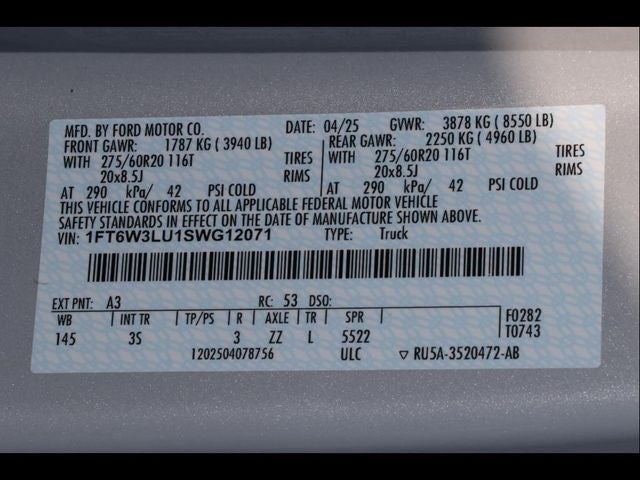 MFD. BY FORD MOTOR CO. DATE: 04/25 GVWR: 3878 KG ( 8550 LB)
FRONT GAWR: 1787 KG ( 3940 LB) REAR GAWR: 2250 KG ( 4960 LB)
WITH 275/60R20 116T TIRES WITH 275/60R20 116T TIRES
20x8.5J RIMS 20x8.5J RIMS
AT 290 kPa/ 42 PSI COLD AT 290 kPa/ 42 PSI COLD
THIS VEHICLE CONFORMS TO ALL APPLICABLE FEDERAL MOTOR VEHICLE
SAFETY STANDARDS IN EFFECT ON THE DATE OF MANUFACTURE SHOWN ABOVE.
VIN: 1FT6W3LU1SWG12071 TYPE: Truck
EXT PNT: A3 RC: 53 DSO:
WB INT TR TP/PS R AXLE TR SPR F0282
145 3S 3 ZZ L 5522 T0743
1202504078756 ULC ▽ RU5A-3520472-AB